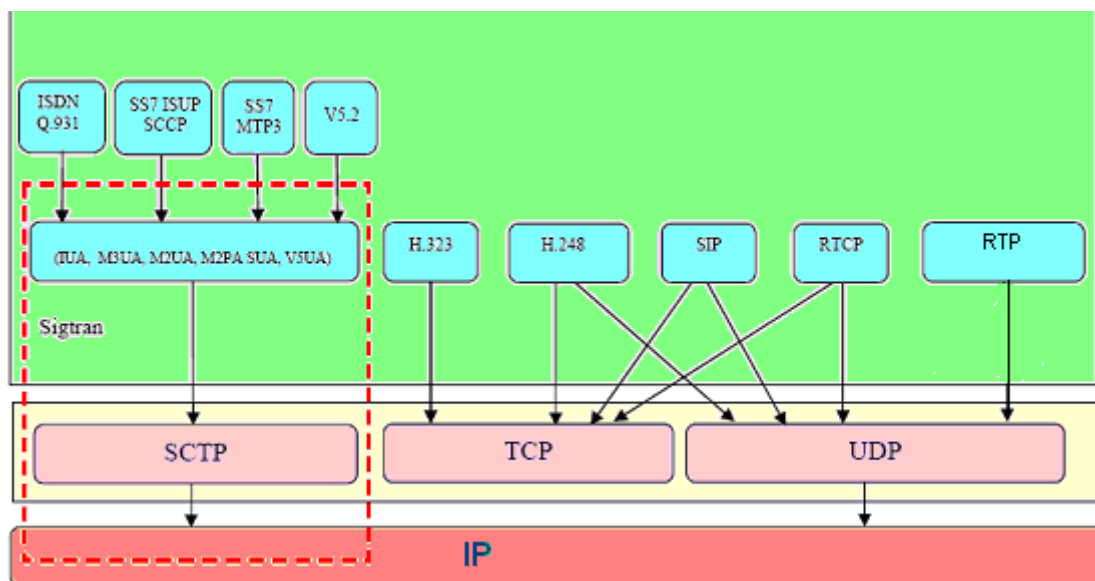 ISDN
Q.931
SS7 ISUP
SCCP
SS7
MTP3
V5.2
(IUA, M3UA, M2UA, M2PA SUA, V5UA)
H.323
H.248
SIP
RTCP
RTP
Sigtran
SCTP
TCP
UDP
IP